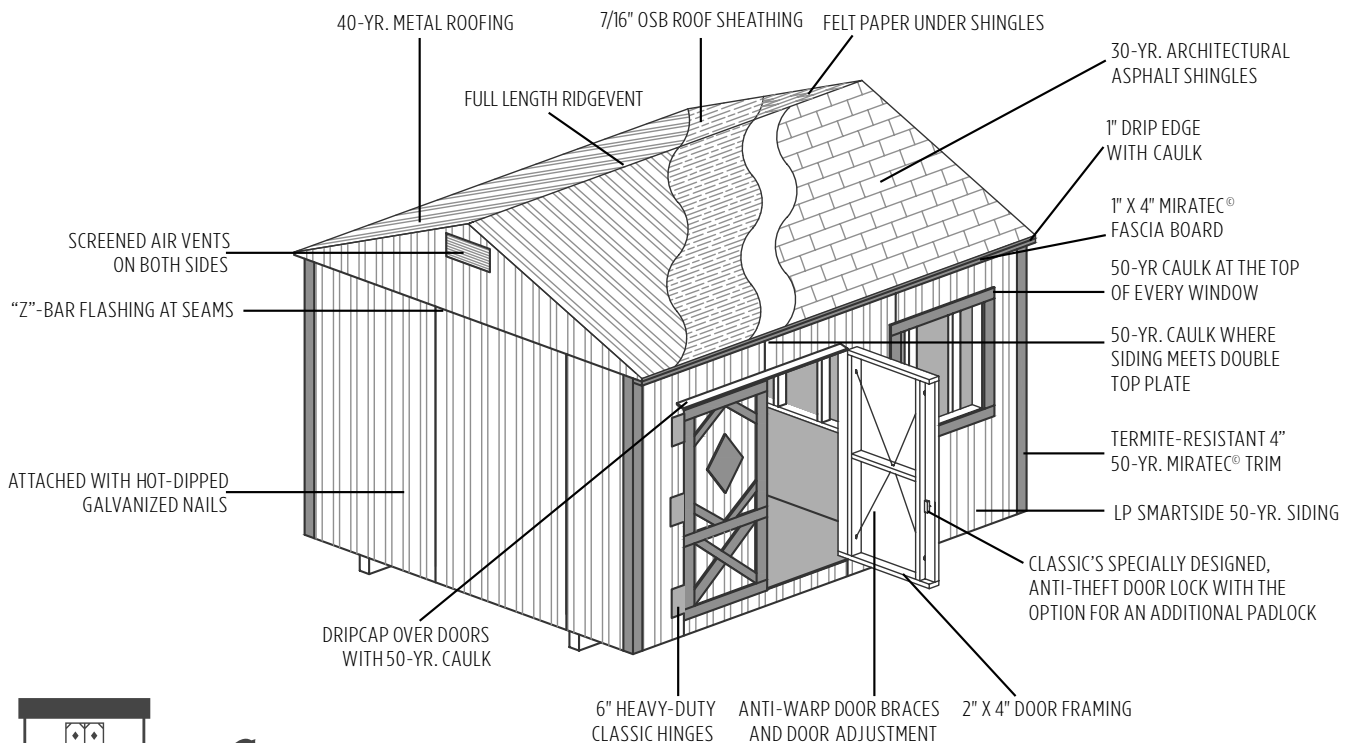 40-YR. METAL ROOFING
7/16" OSB ROOF SHEATHING
FELT PAPER UNDER SHINGLES
30-YR. ARCHITECTURAL
ASPHALT SHINGLES
FULL LENGTH RIDGEVENT
1" DRIP EDGE
WITH CAULK
1" X 4" MIRATEC©
FASCIA BOARD
SCREENED AIR VENTS
ON BOTH SIDES
50-YR CAULK AT THE TOP
OF EVERY WINDOW
“Z”-BAR FLASHING AT SEAMS
50-YR. CAULK WHERE
SIDING MEETS DOUBLE
TOP PLATE
TERMITE-RESISTANT 4”
50-YR. MIRATEC© TRIM
ATTACHED WITH HOT-DIPPED
GALVANIZED NAILS
LP SMARTSIDE 50-YR. SIDING
CLASSIC'S SPECIALLY DESIGNED,
ANTI-THEFT DOOR LOCK WITH THE
OPTION FOR AN ADDITIONAL PADLOCK
DRIPCAP OVER DOORS
WITH 50-YR. CAULK
6" HEAVY-DUTY
CLASSIC HINGES
ANTI-WARP DOOR BRACES
AND DOOR ADJUSTMENT
2" X 4" DOOR FRAMING